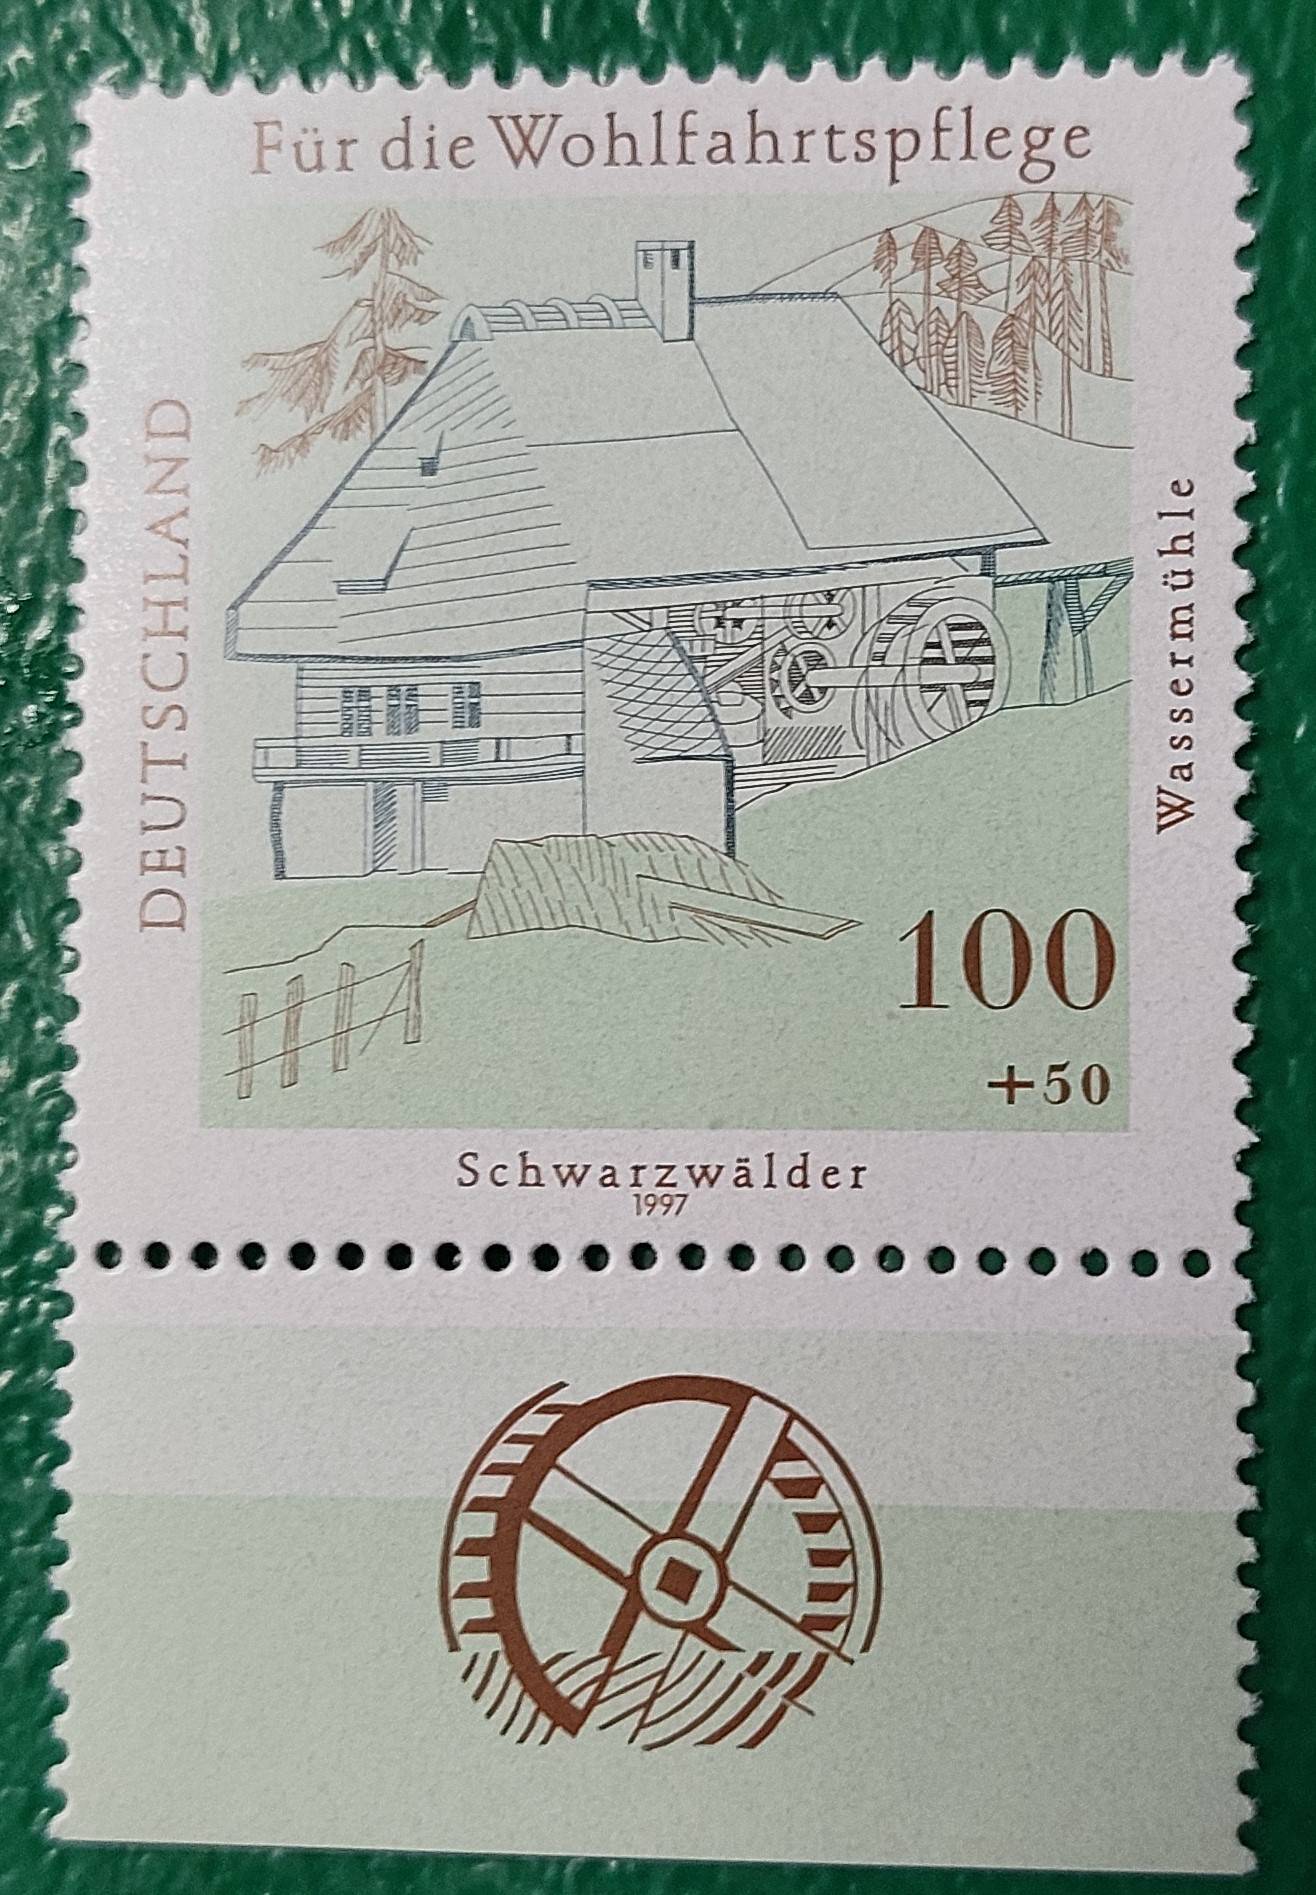 Für die Wohlfahrtspflege
DEUTSCHLAND
Wassermühle
100
+50
Schwarzwälder
1997